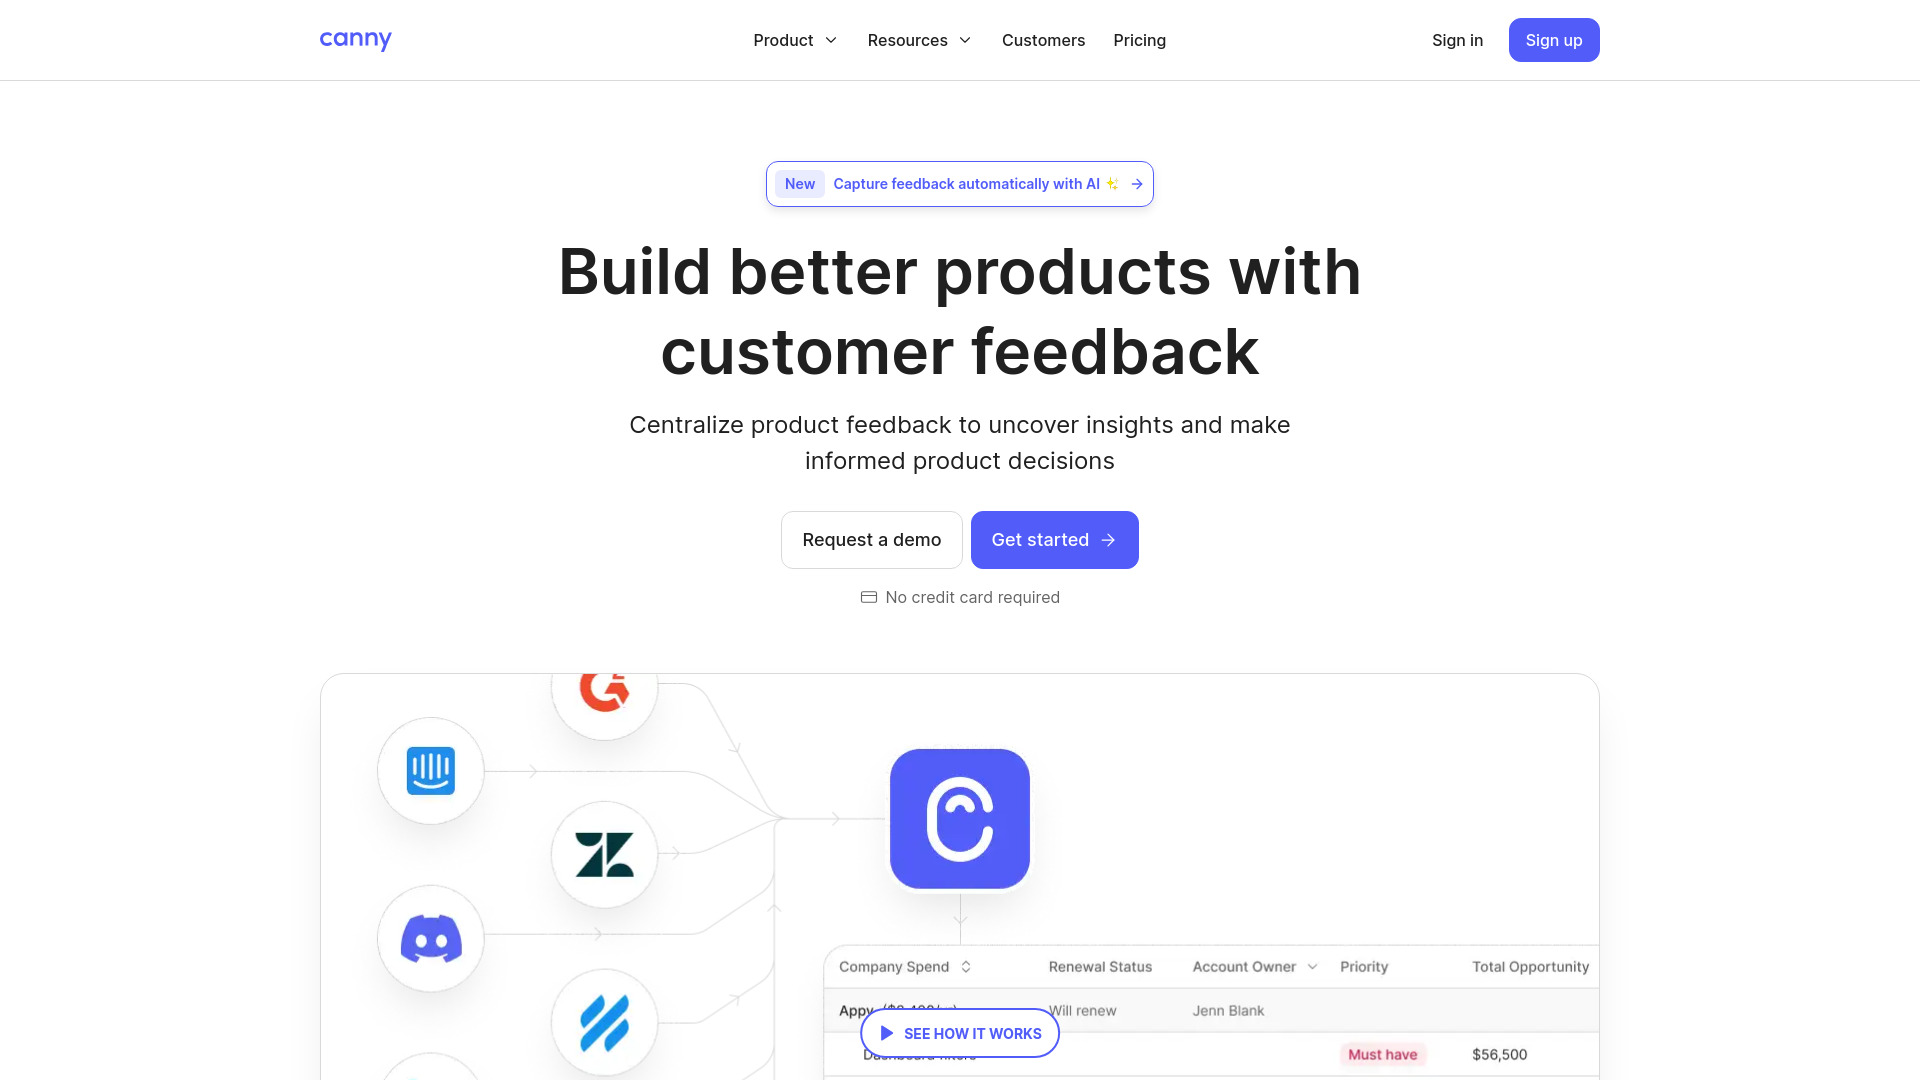 canny
Product
Resources
Customers
Pricing
Sign in
Sign up
New
Capture feedback automatically with AI ✨ →
Build better products with
customer feedback
Centralize product feedback to uncover insights and make
informed product decisions
Request a demo
Get started →
No credit card required
Company Spend
Renewal Status
Account Owner
Priority
Total Opportunity
Will renew
Jenn Blank
SEE HOW IT WORKS
Must have
$56,500